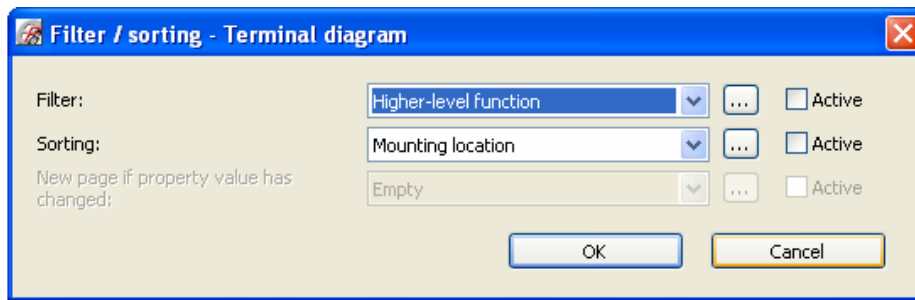 Filter / sorting - Terminal diagram
Filter: Higher-level function ... Active
Sorting: Mounting location ... Active
New page if property value has
changed: Empty ... Active
OK Cancel